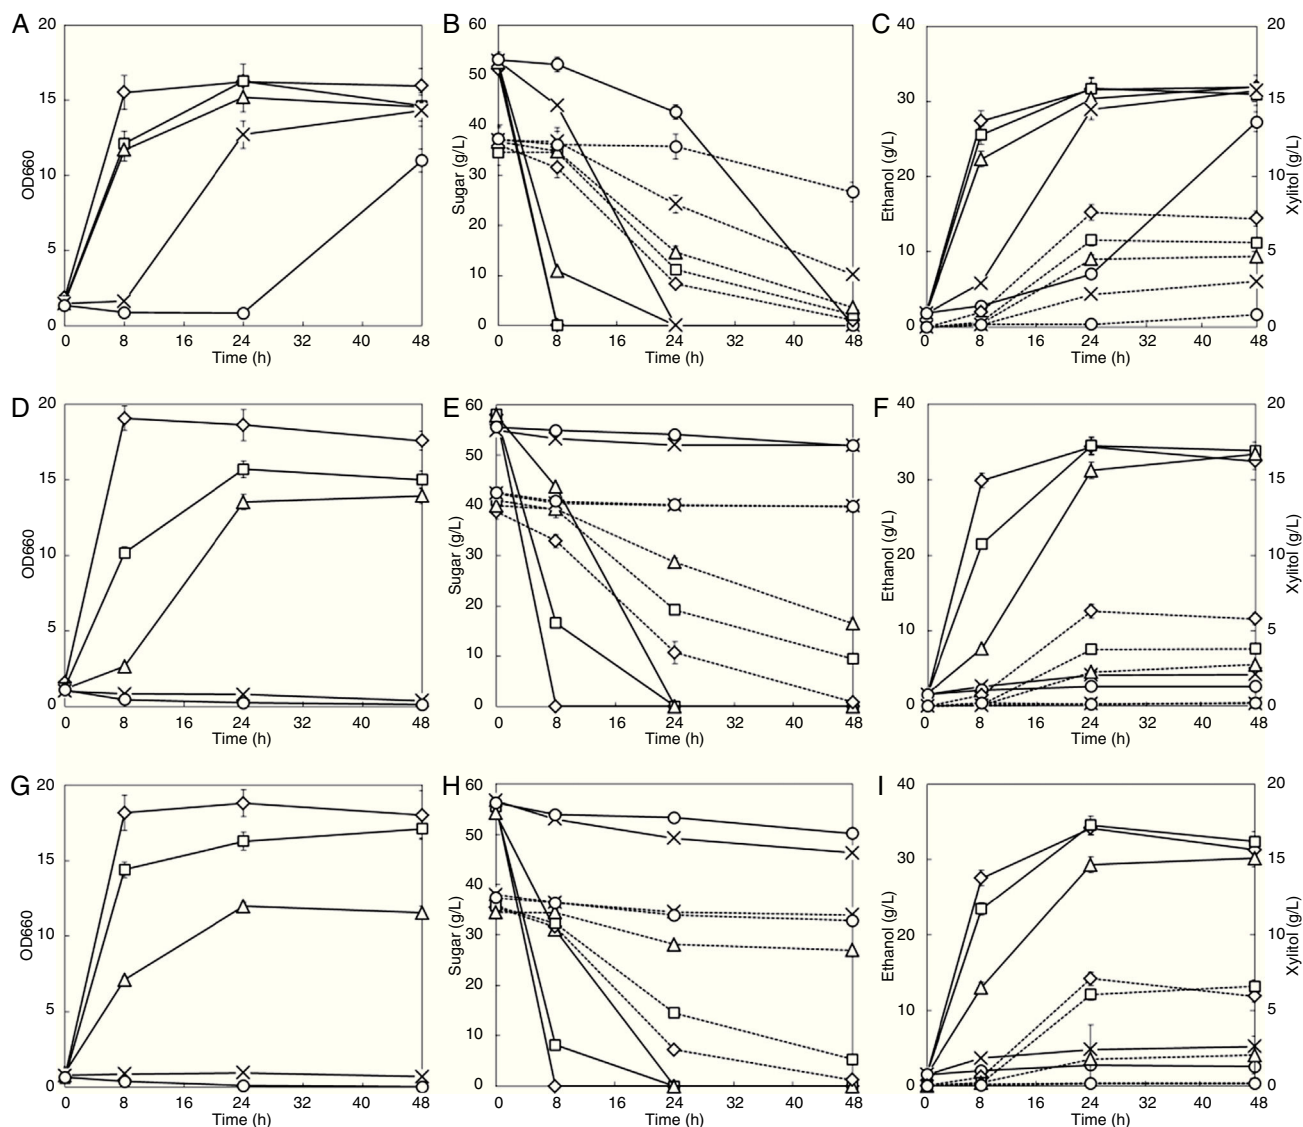 A B C
20 60 40 20
15 50 30 15
10 40 20 10
5 30 10 5
0 20 0 0
10
0
OD660 Sugar (g/L) Ethanol (g/L) Xylitol (g/L)
0 8 16 24 32 40 48 0 8 16 24 32 40 48 0 8 16 24 32 40 48
Time (h) Time (h) Time (h)
D E F
20 60 40 20
15 50 30 15
10 40 20 10
5 30 10 5
0 20 0 0
10
0
OD660 Sugar (g/L) Ethanol (g/L) Xylitol (g/L)
0 8 16 24 32 40 48 0 8 16 24 32 40 48 0 8 16 24 32 40 48
Time (h) Time (h) Time (h)
G H I
20 60 40 20
15 50 30 15
10 40 20 10
5 30 10 5
0 20 0 0
10
0
OD660 Sugar (g/L) Ethanol (g/L) Xylitol (g/L)
0 8 16 24 32 40 48 0 8 16 24 32 40 48 0 8 16 24 32 40 48
Time (h) Time (h) Time (h)